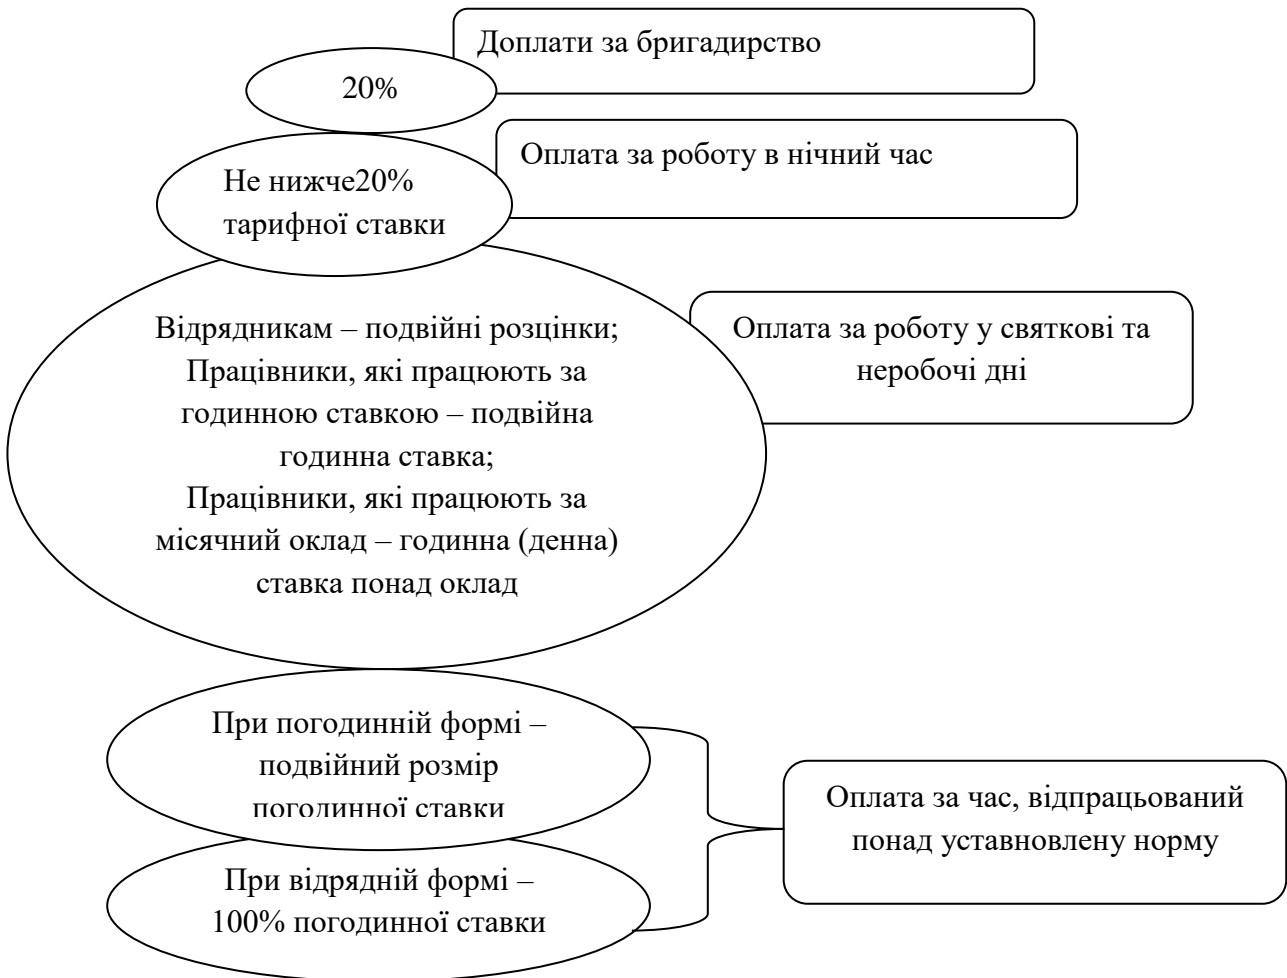 Доплати за бригадирство
20%
Оплата за роботу в нічний час
Не нижче20%
тарифної ставки
Відрядникам – подвійні розцінки;
Працівники, які працюють за
годинною ставкою – подвійна
годинна ставка;
Працівники, які працюють за
місячний оклад – годинна (денна)
ставка понад оклад
Оплата за роботу у святкові та
неробочі дні
При погодинній формі –
подвійний розмір
погодинної ставки
При відрядній формі –
100% погодинної ставки
Оплата за час, відпрацьований
понад уставновлену норму